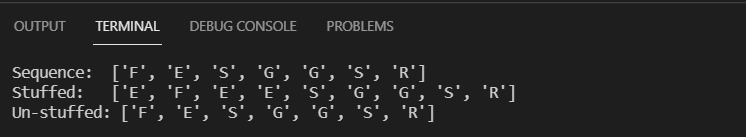 OUTPUT TERMINAL DEBUG CONSOLE PROBLEMS
Sequence:  ['F', 'E', 'S', 'G', 'G', 'S', 'R']
Stuffed:   ['E', 'F', 'E', 'E', 'S', 'G', 'G', 'S', 'R']
Un-stuffed: ['F', 'E', 'S', 'G', 'G', 'S', 'R']